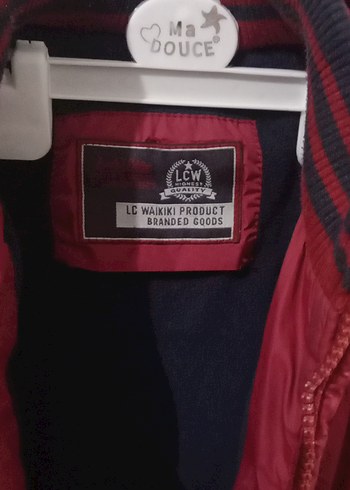 Ma
DOUCE
LCW
HIGHEST
QUALITY
LC WAIKIKI PRODUCT
BRANDED GOODS